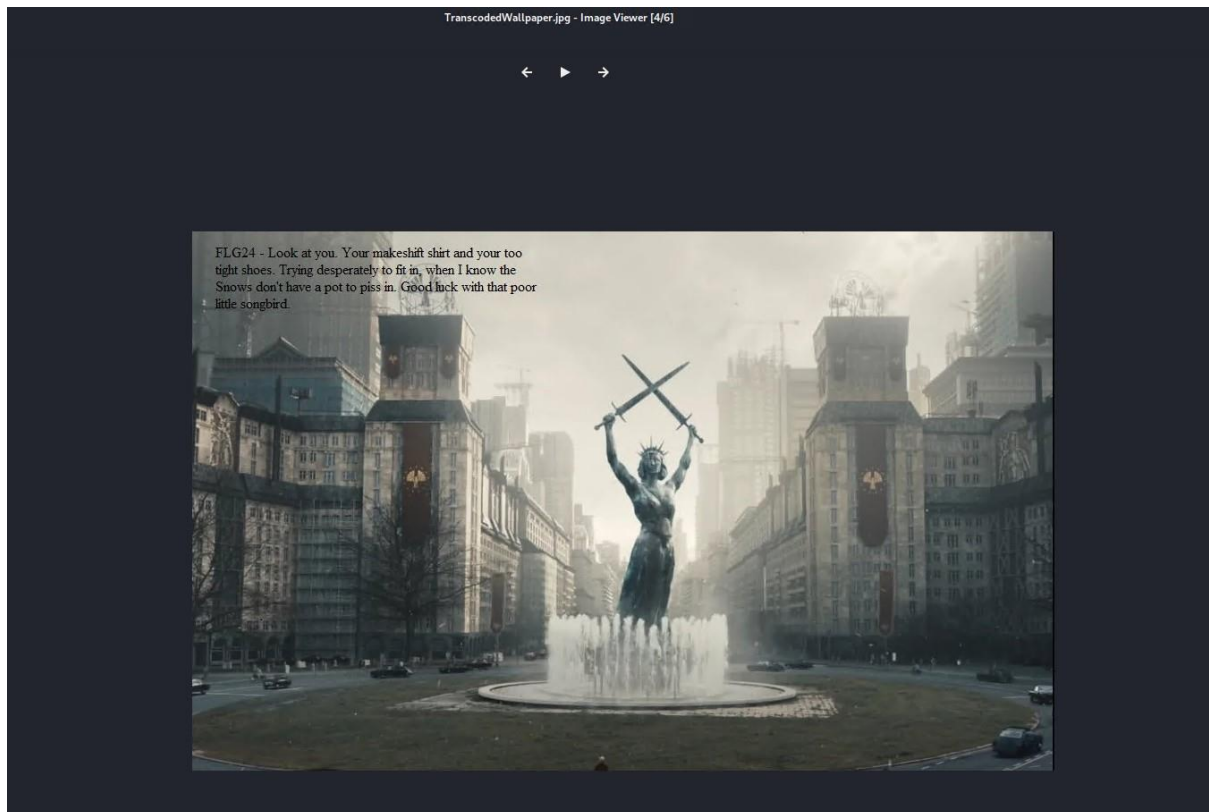 TranscodedWallpaper.jpg - Image Viewer [4/6]
FLG24 - Look at you. Your makeshift shirt and your too
tight shoes. Trying desperately to fit in, when I know the
Snows don't have a pot to piss in. Good luck with that poor
little songbird.